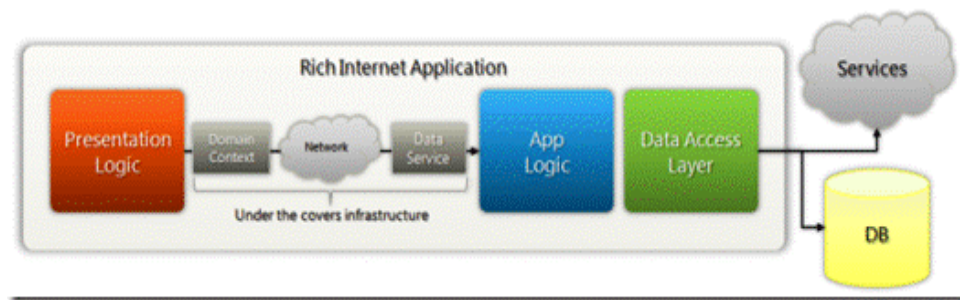 Rich Internet Application
Services
Presentation
Logic
Domain
Context
Network
Data
Service
App
Logic
Data Access
Layer
Under the covers infrastructure
DB